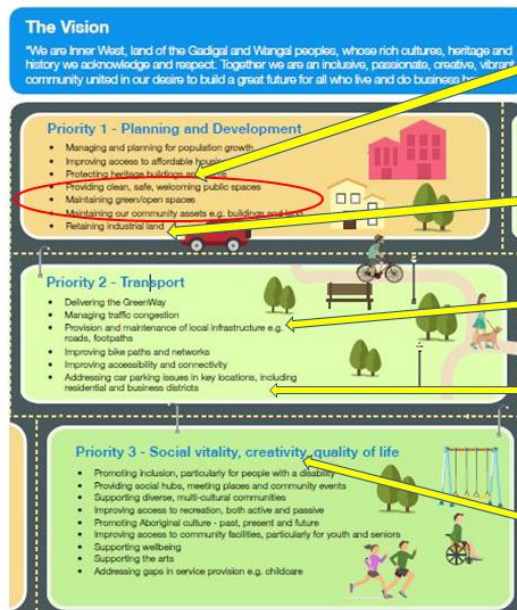 The Vision
"We are Inner West, land of the Gadigal and Wangal peoples, whose rich cultures, heritage and
history we acknowledge and respect. Together we are an inclusive, passionate, creative, vibrant
community united in our desire to build a great future for all who live and do business
Priority 1 - Planning and Development
• Managing and planning for population growth
• Improving access to affordable
• Protecting heritage buildings
• Providing clean, safe, welcoming public spaces
• Maintaining green/open spaces
• Maintaining our community assets e.g. buildings and
• Retaining industrial land
Priority 2 - Transport
• Delivering the GreenWay
• Managing traffic congestion
• Provision and maintenance of local infrastructure e.g.
roads, footpaths
• Improving bike paths and networks
• Improving accessibility and connectivity
• Addressing car parking issues in key locations, including
residential and business districts
Priority 3 - Social vitality, creativity, quality of life
• Promoting inclusion, particularly for people with a disability
• Providing social hubs, meeting places and community events
• Supporting diverse, multi-cultural communities
• Improving access to recreation, both active and passive
• Promoting Aboriginal culture - past, present and future
• Improving access to community facilities, particularly for youth and seniors
• Supporting wellbeing
• Supporting the arts
• Addressing gaps in service provision e.g. childcare